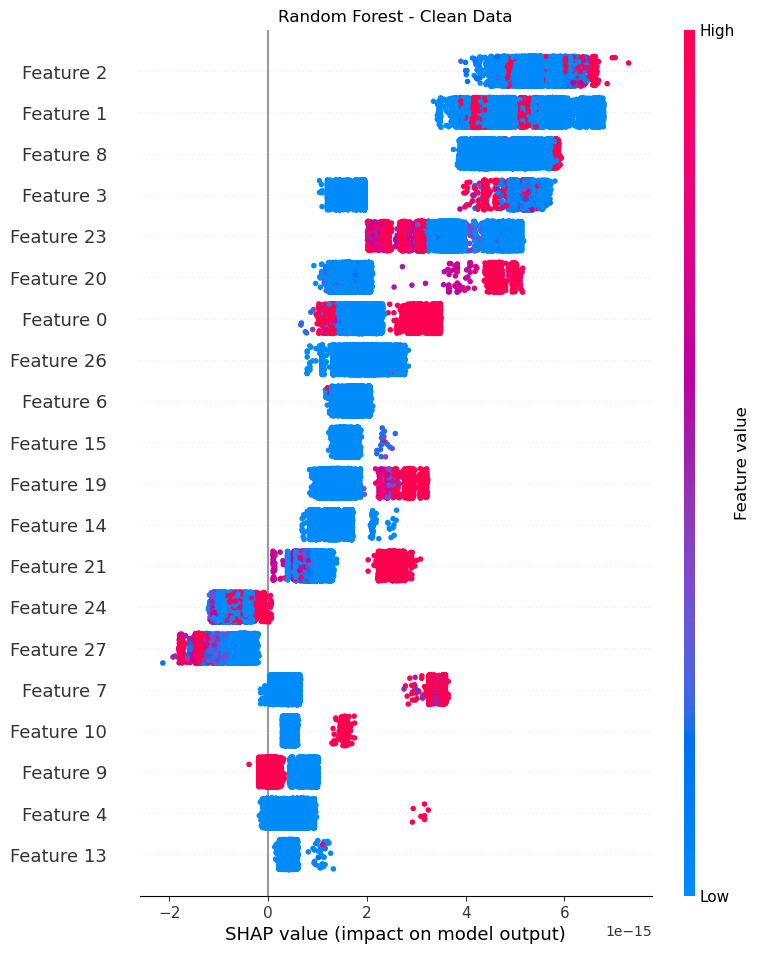 Random Forest - Clean Data
High
Feature 2
Feature 1
Feature 8
Feature 3
Feature 23
Feature 20
Feature 0
Feature 26
Feature 6
Feature 15
Feature 19
Feature 14
Feature 21
Feature 24
Feature 27
Feature 7
Feature 10
Feature 9
Feature 4
Feature 13
Feature value
Low
−2 0 2 4 6
1e−15
SHAP value (impact on model output)